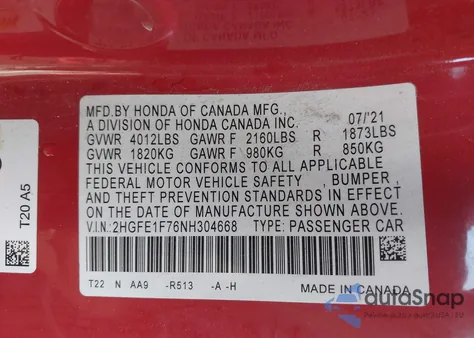 MFD.BY HONDA OF CANADA MFG.,
A DIVISION OF HONDA CANADA INC. 07/'21
GVWR 4012LBS GAWR F 2160LBS R 1873LBS
GVWR 1820KG GAWR F 980KG R 850KG
THIS VEHICLE CONFORMS TO ALL APPLICABLE
FEDERAL MOTOR VEHICLE SAFETY , BUMPER ,
AND THEFT PREVENTION STANDARDS IN EFFECT ON
THE DATE OF MANUFACTURE SHOWN ABOVE.
V.I.N.:2HGFE1F76NH304668 TYPE: PASSENGER CAR
T22 N AA9 -R513 -A -H
MADE IN CANADA
T20 A5
autoSnap